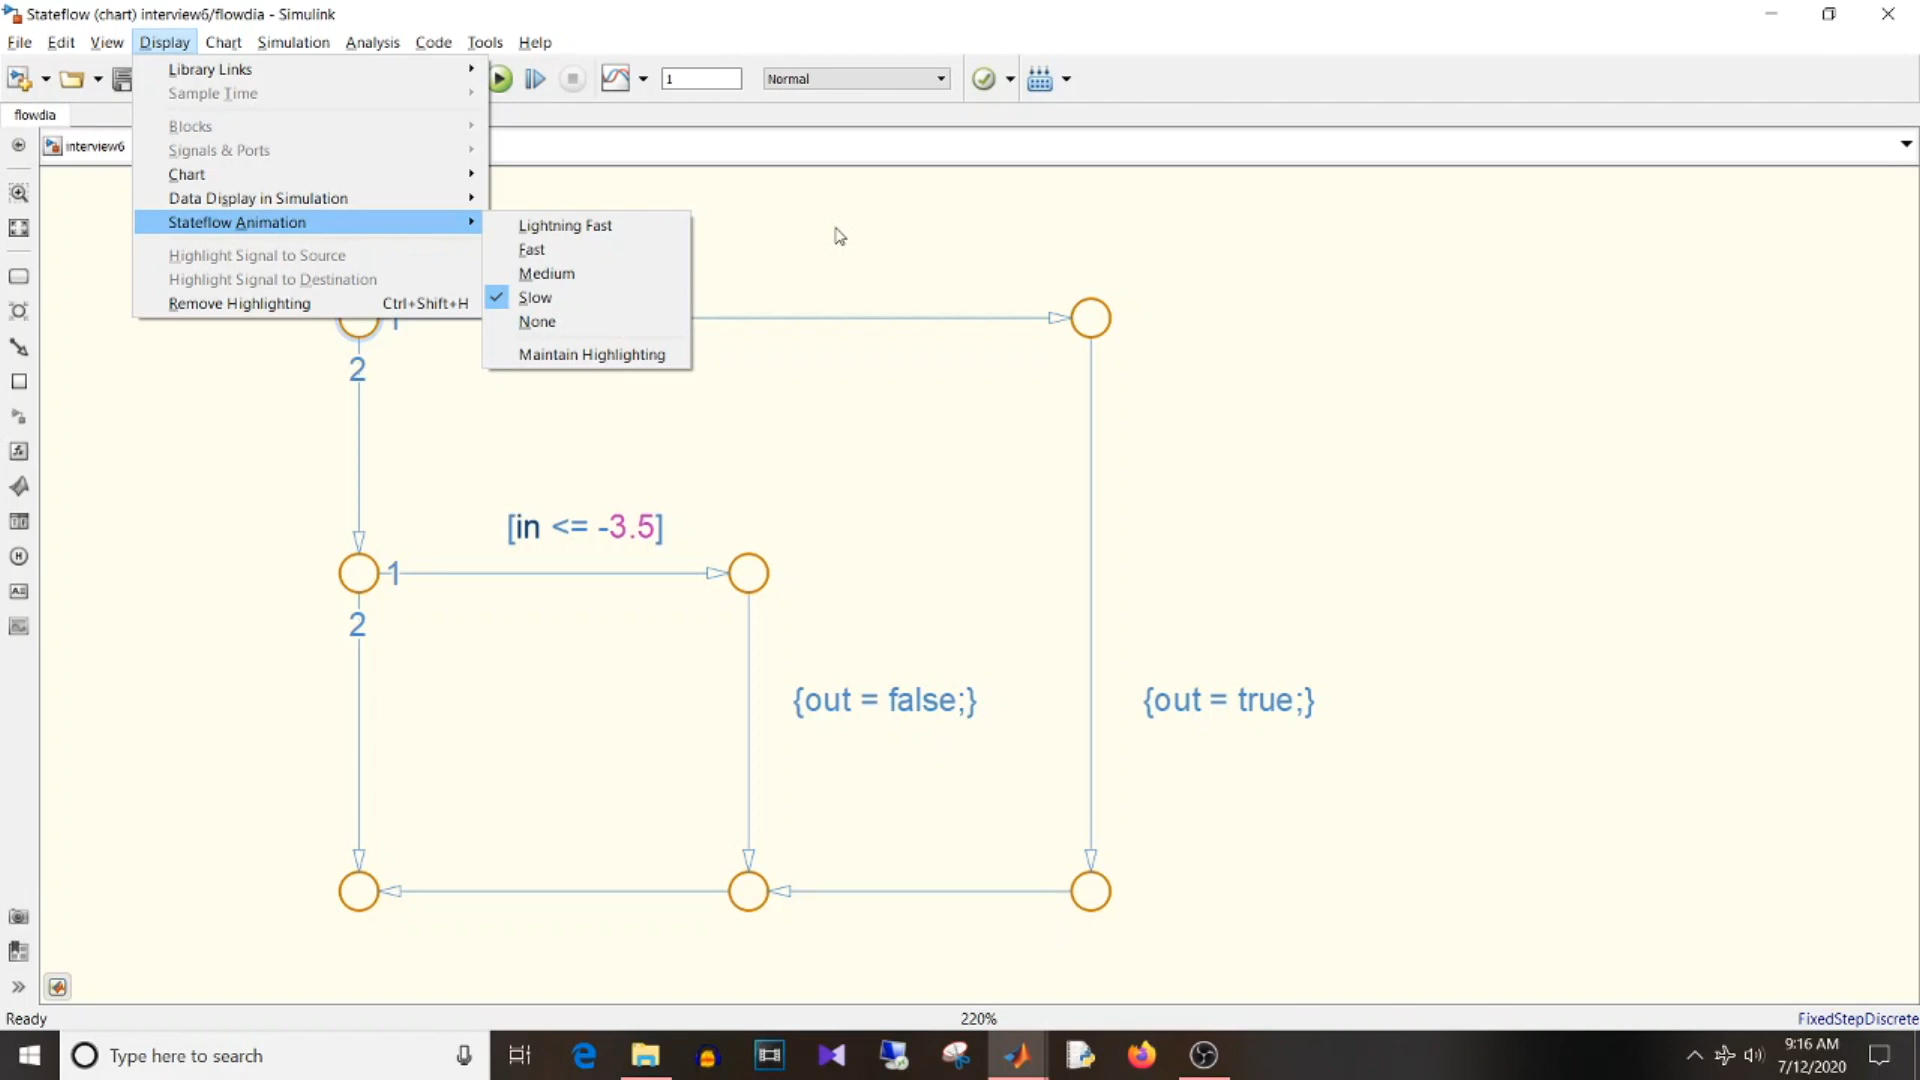 Stateflow (chart) interview6/flowdia - Simulink
File Edit View Display Chart Simulation Analysis Code Tools Help
1 Normal
flowdia
interview6
Library Links
Sample Time
Blocks
Signals & Ports
Chart
Data Display in Simulation
Stateflow Animation
Highlight Signal to Source
Highlight Signal to Destination
Remove Highlighting Ctrl+Shift+H
Lightning Fast
Fast
Medium
Slow
None
Maintain Highlighting
1
2
[in <= -3.5]
1
2
{out = false;} {out = true;}
Ready 220% FixedStepDiscrete
Type here to search
9:16 AM
7/12/2020